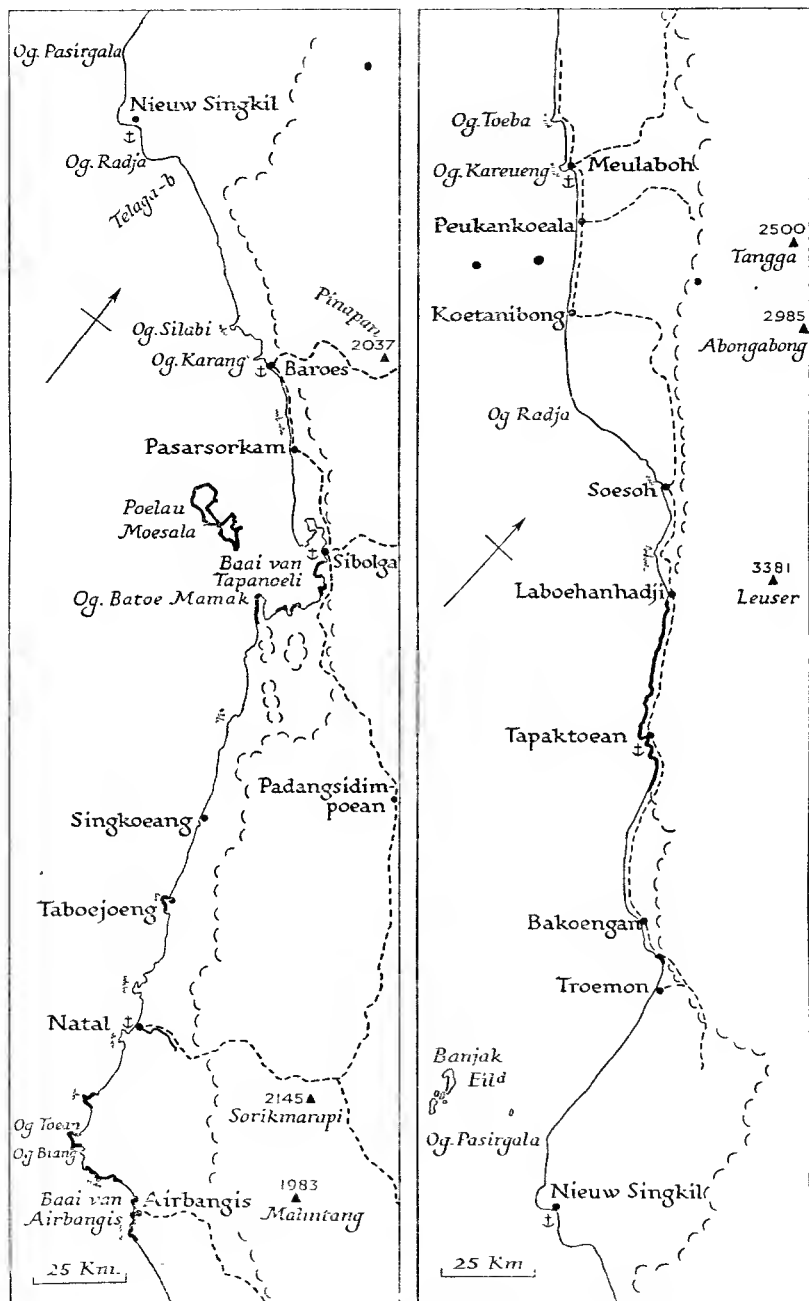 Og. Pasirgala
Nieuw Singkil
Og. Radja
Telaga-b
Og. Silabi
Og. Karang
Pinapan
2037
Baroes
Pasarsorkam
Poelau
Moesala
Baai van
Tapanoeli
Sibolga
Og. Batoe Mamak
Padangsidim-
poean
Singkoeang
Taboejoeng
Natal
2145
Sorikmarapi
Og Toean
Og Biang
1983
Malintang
Baai van
Airbangis
Airbangis
25 Km.
Og. Toeba
Og. Kareueng
Meulaboh
Peukankoeala
2500
Tangga
Koetanibong
2985
Abongabong
Og Radja
Soesoh
3381
Leuser
Laboehanhadji
Tapaktoean
Bakoengan
Troemon
Banjak
Eild
Og. Pasirgala
Nieuw Singkil
25 Km